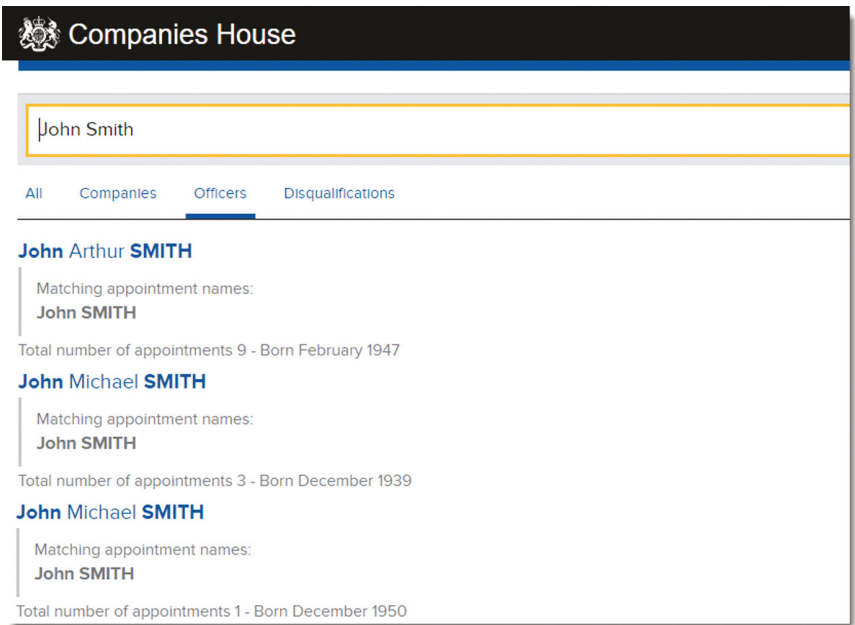 Companies House
John Smith
All Companies Officers Disqualifications
John Arthur SMITH
Matching appointment names:
John SMITH
Total number of appointments 9 - Born February 1947
John Michael SMITH
Matching appointment names:
John SMITH
Total number of appointments 3 - Born December 1939
John Michael SMITH
Matching appointment names:
John SMITH
Total number of appointments 1 - Born December 1950